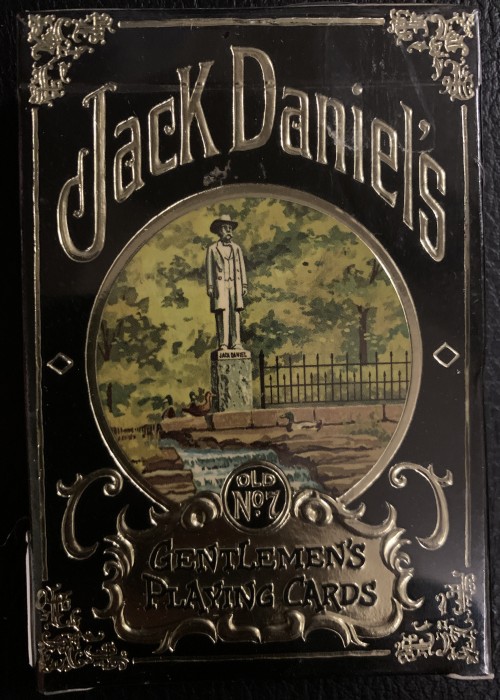 Jack Daniel's
JACK DANIEL
OLD
No. 7
GENTLEMEN'S
PLAYING CARDS